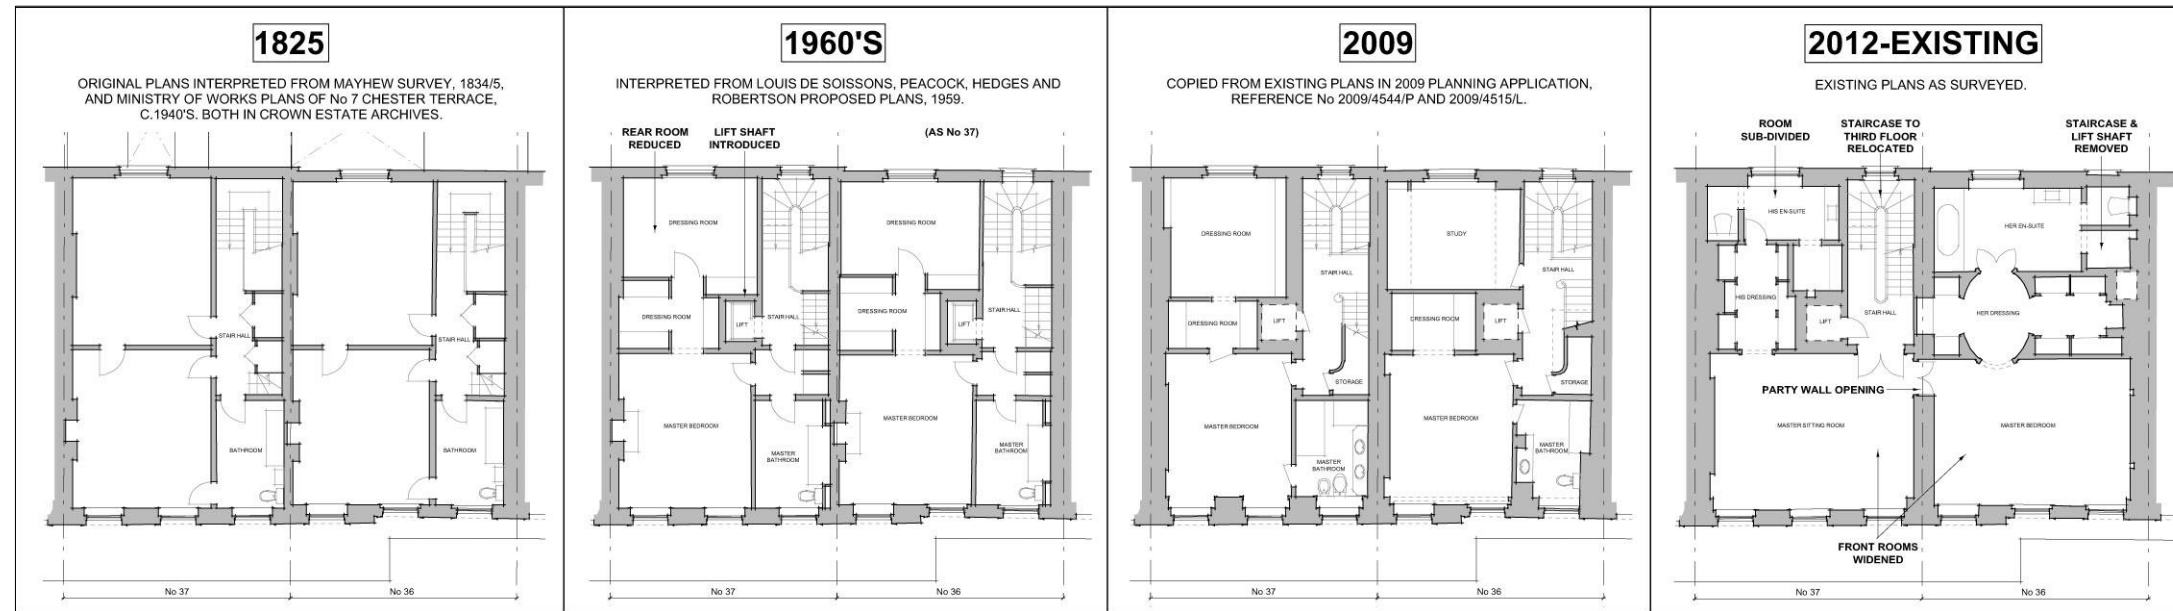 1825
ORIGINAL PLANS INTERPRETED FROM MAYHEW SURVEY, 1834/5,
AND MINISTRY OF WORKS PLANS OF No 7 CHESTER TERRACE,
C.1940'S. BOTH IN CROWN ESTATE ARCHIVES.
STAIR HALL
STAIR HALL
BATHROOM
BATHROOM
No 37
No 36
1960'S
INTERPRETED FROM LOUIS DE SOISSONS, PEACOCK, HEDGES AND
ROBERTSON PROPOSED PLANS, 1959.
REAR ROOM
REDUCED
LIFT SHAFT
INTRODUCED
(AS No 37)
DRESSING ROOM
DRESSING ROOM
DRESSING ROOM
LIFT
STAIR HALL
DRESSING ROOM
LIFT
STAIR HALL
MASTER BEDROOM
MASTER
BATHROOM
MASTER BEDROOM
MASTER
BATHROOM
No 37
No 36
2009
COPIED FROM EXISTING PLANS IN 2009 PLANNING APPLICATION,
REFERENCE No 2009/4544/P AND 2009/4515/L.
DRESSING ROOM
STUDY
STAIR HALL
STAIR HALL
DRESSING ROOM
LIFT
DRESSING ROOM
LIFT
STORAGE
STORAGE
MASTER BEDROOM
MASTER
BATHROOM
MASTER BEDROOM
MASTER
BATHROOM
No 37
No 36
2012-EXISTING
EXISTING PLANS AS SURVEYED.
ROOM
SUB-DIVIDED
STAIRCASE TO
THIRD FLOOR
RELOCATED
STAIRCASE &
LIFT SHAFT
REMOVED
HIS EN-SUITE
HER EN-SUITE
HIS DRESSING
LIFT
STAIR HALL
HER DRESSING
PARTY WALL OPENING
MASTER SITTING ROOM
MASTER BEDROOM
FRONT ROOMS
WIDENED
No 37
No 36